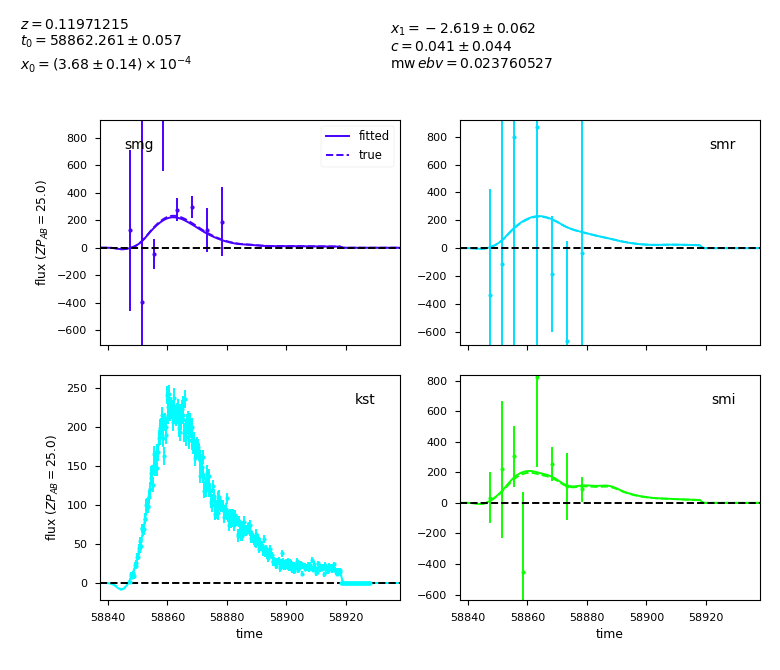 z = 0.11971215
t₀ = 58862.261 ± 0.057
x₀ = (3.68 ± 0.14) × 10⁻⁴
x₁ = −2.619 ± 0.062
c = 0.041 ± 0.044
mw ebv = 0.023760527
smg
fitted
true
800
600
400
200
0
−200
−400
−600
flux (ZP_AB = 25.0)
smr
800
600
400
200
0
−200
−400
−600
kst
250
200
150
100
50
0
flux (ZP_AB = 25.0)
58840 58860 58880 58900 58920
time
smi
800
600
400
200
0
−200
−400
−600
58840 58860 58880 58900 58920
time